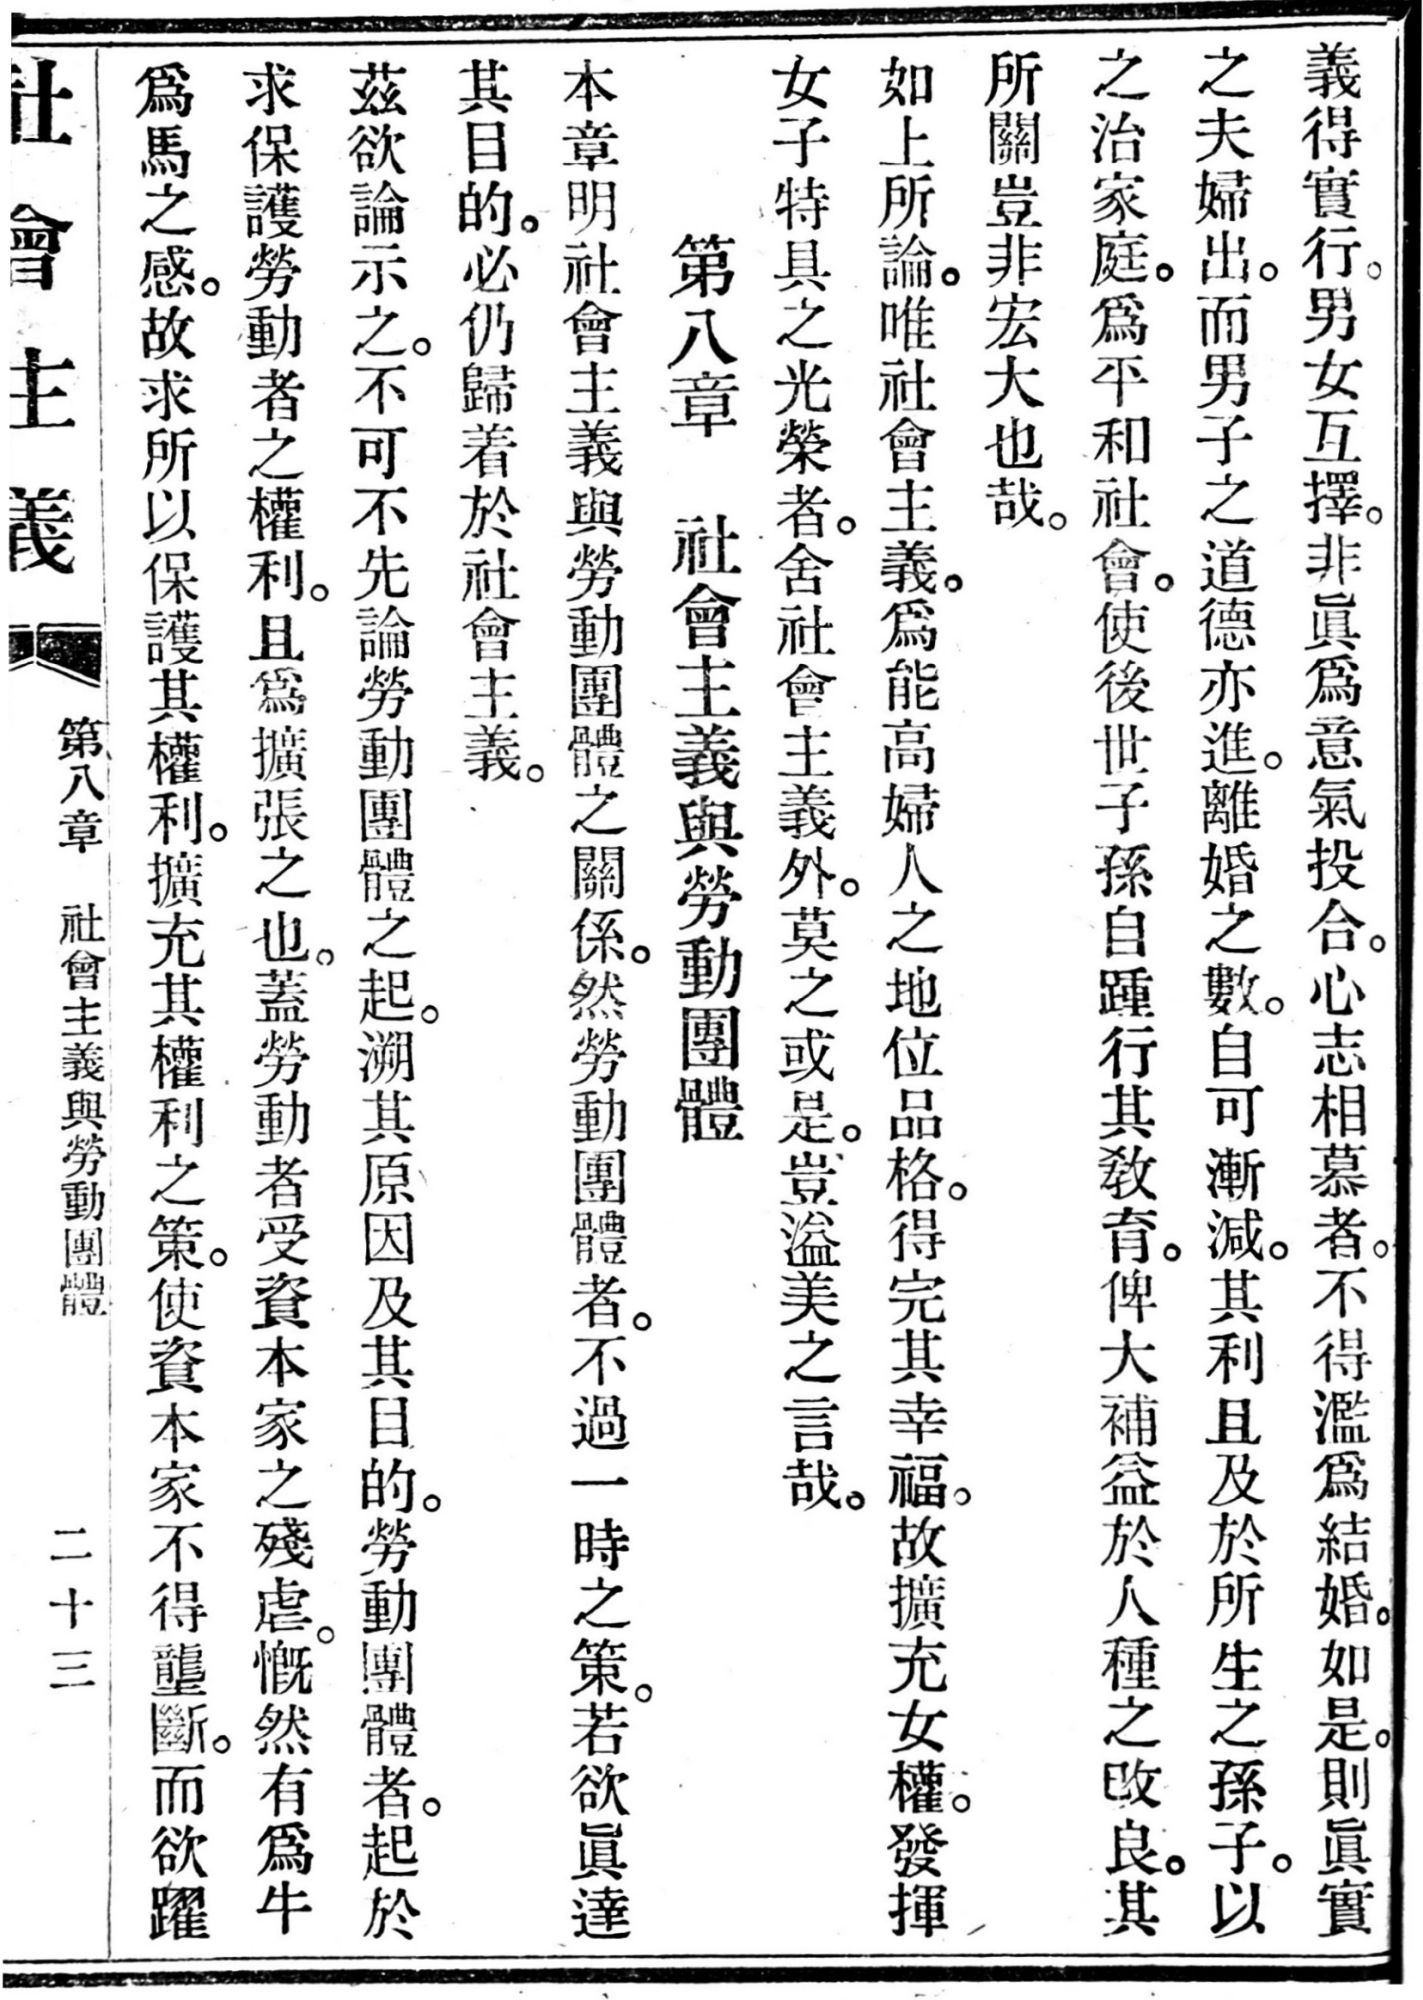 義得實行。男女互擇。非眞爲意氣投合。心志相慕者。不得濫爲結婚。如是。則眞實
之夫婦出。而男子之道德亦進。離婚之數。自可漸減。其利且及於所生之孫子。以
之治家庭。爲平和社會。使後世子孫自踵行其敎育。俾大補益於人種之改良。其
所關豈非宏大也哉。
如上所論。唯社會主義。爲能高婦人之地位品格。得完其幸福。故擴充女權。發揮
女子特具之光榮者。舍社會主義外。莫之或是。豈溢美之言哉。
第八章 社會主義與勞動團體
本章明社會主義與勞動團體之關係。然勞動團體者。不過一時之策。若欲眞達
其目的。必仍歸着於社會主義。
茲欲論示之。不可不先論勞動團體之起。溯其原因及其目的。勞動團體者。起於
求保護勞動者之權利。且爲擴張之也。蓋勞動者受資本家之殘虐。慨然有爲牛
爲馬之感。故求所以保護其權利。擴充其權利之策。使資本家不得壟斷。而欲躍
社會主義
第八章 社會主義與勞動團體
二十三